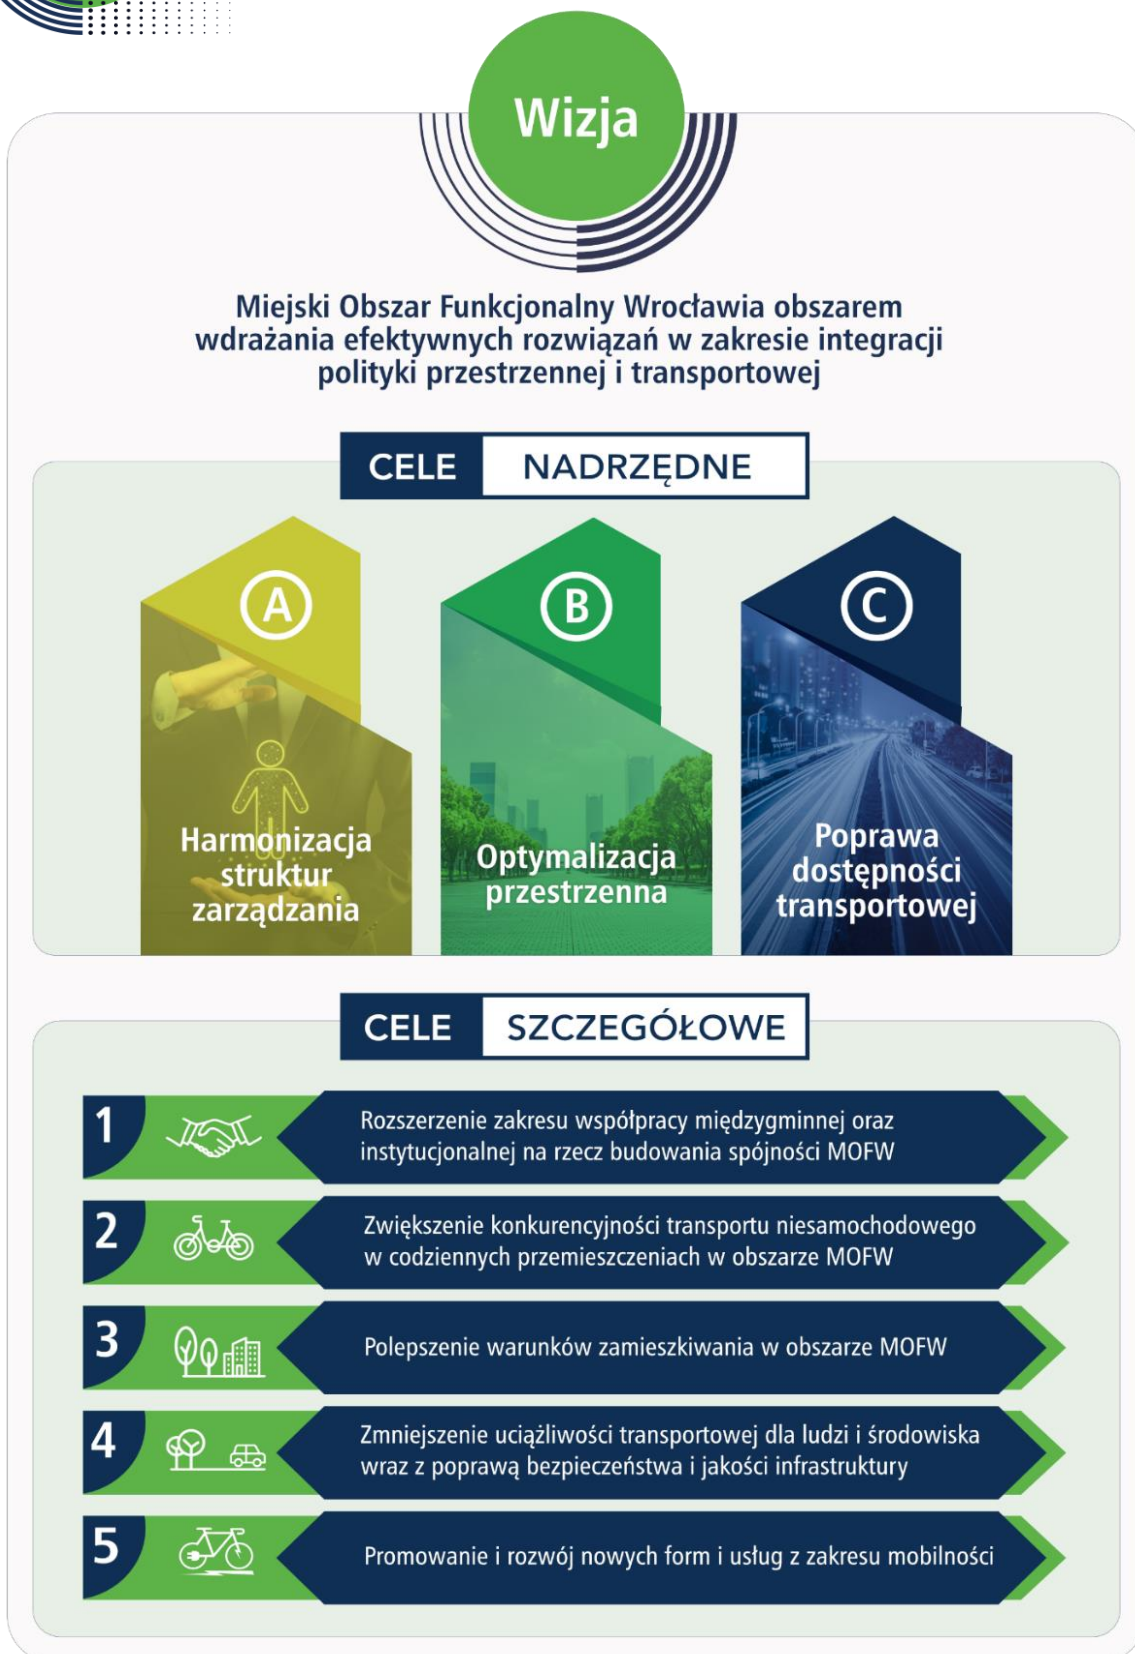 Wizja
Miejski Obszar Funkcjonalny Wrocławia obszarem
wdrażania efektywnych rozwiązań w zakresie integracji
polityki przestrzennej i transportowej
CELE NADRZĘDNE
A
Harmonizacja
struktur
zarządzania
B
Optymalizacja
przestrzenna
C
Poprawa
dostępności
transportowej
CELE SZCZEGÓŁOWE
1
Rozszerzenie zakresu współpracy międzygminnej oraz
instytucjonalnej na rzecz budowania spójności MOFW
2
Zwiększenie konkurencyjności transportu niesamochodowego
w codziennych przemieszczeniach w obszarze MOFW
3
Polepszenie warunków zamieszkiwania w obszarze MOFW
4
Zmniejszenie uciążliwości transportowej dla ludzi i środowiska
wraz z poprawą bezpieczeństwa i jakości infrastruktury
5
Promowanie i rozwój nowych form i usług z zakresu mobilności